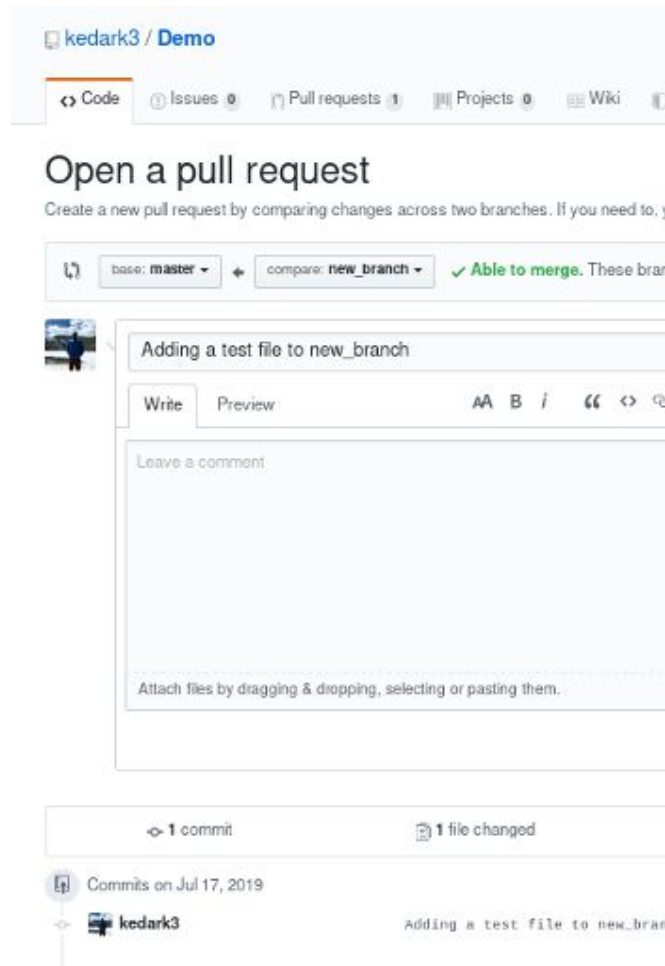 kedark3 / Demo
Code Issues 0 Pull requests 1 Projects 0 Wiki
Open a pull request
Create a new pull request by comparing changes across two branches. If you need to,
base: master compare: new_branch Able to merge. These bran
Adding a test file to new_branch
Write Preview AA B i “ <>
Leave a comment
Attach files by dragging & dropping, selecting or pasting them.
1 commit 1 file changed
Commits on Jul 17, 2019
kedark3 Adding a test file to new_bran